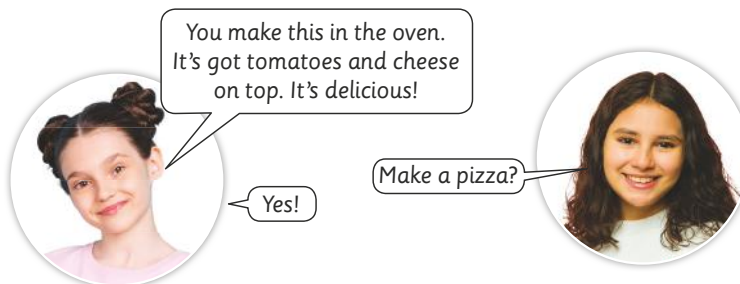 You make this in the oven.
It’s got tomatoes and cheese
on top. It’s delicious!
Make a pizza?
Yes!